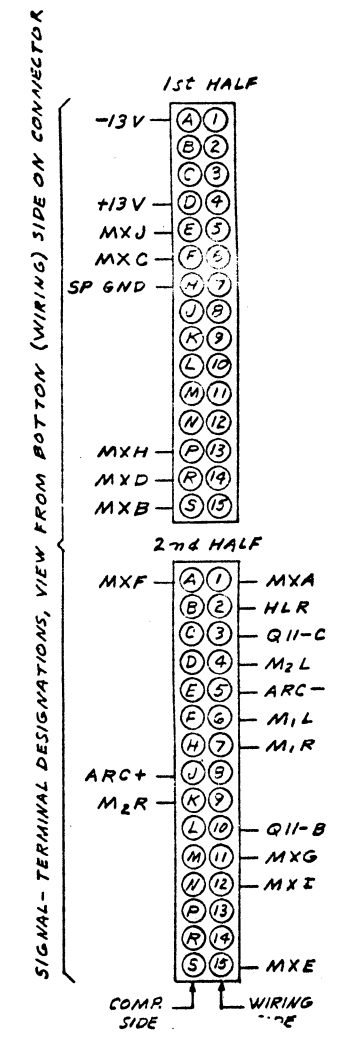 SIGNAL-TERMINAL DESIGNATIONS, VIEW FROM BOTTON (WIRING) SIDE ON CONNECTOR
1st HALF
-13V A 1
B 2
C 3
+13V D 4
MXJ E 5
MXC F 6
SP GND H 7
J 8
K 9
L 10
M 11
N 12
MXH P 13
MXD R 14
MXB S 15
2nd HALF
MXF A 1 MXA
B 2 HLR
C 3 Q11-C
D 4 M2L
E 5 ARC-
F 6 M1L
H 7 M1R
ARC+ J 8
M2R K 9
L 10 Q11-B
M 11 MXG
N 12 MXI
P 13
R 14
S 15 MXE
COMP. WIRING
SIDE